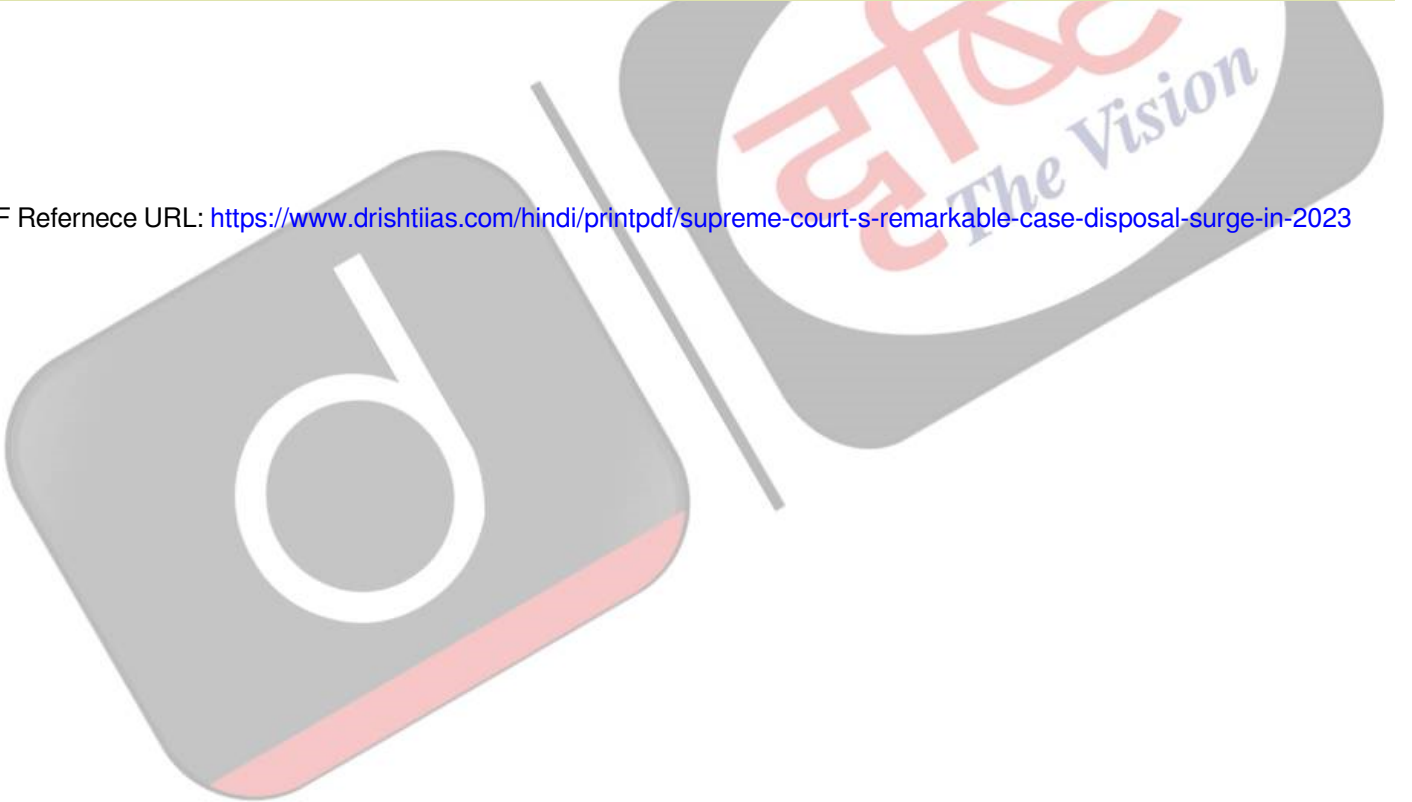 दृष्टि
The Vision
F Refernece URL: https://www.drishtiias.com/hindi/printpdf/supreme-court-s-remarkable-case-disposal-surge-in-2023